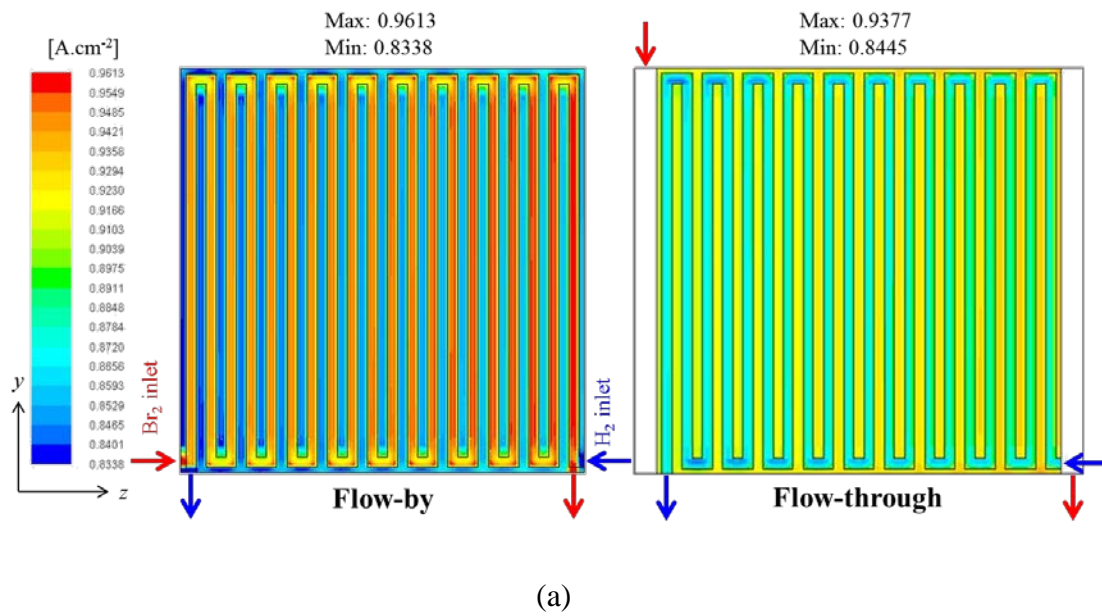 Max: 0.9613
Min: 0.8338
Max: 0.9377
Min: 0.8445
[A.cm-2]
0.9613
0.9549
0.9485
0.9421
0.9358
0.9294
0.9230
0.9166
0.9103
0.9039
0.8975
0.8911
0.8848
0.8784
0.8720
0.8656
0.8593
0.8529
0.8465
0.8401
0.8338
y
z
Br2 inlet
H2 inlet
Flow-by
Flow-through
(a)